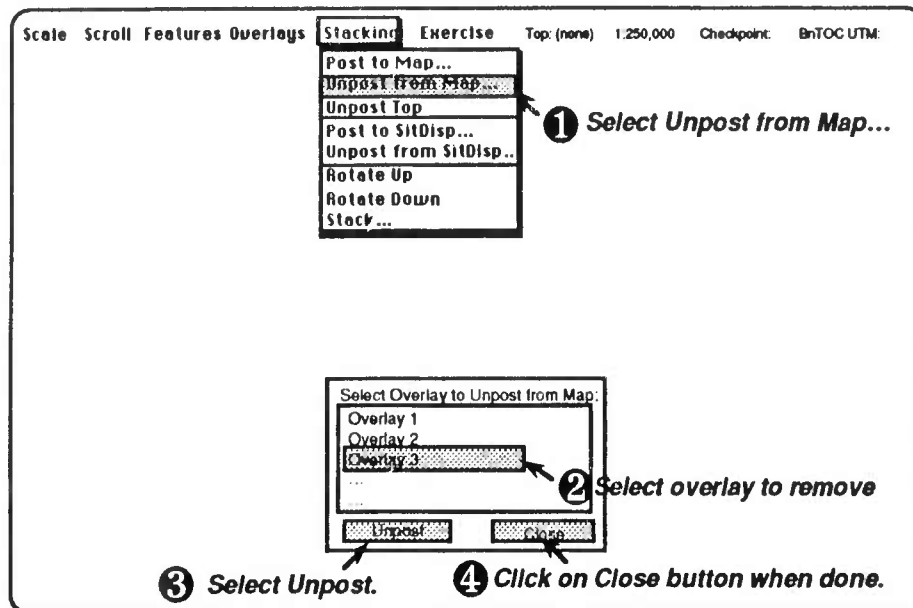 Scale Scroll Features Overlays Stacking Exercise Top: (none) 1:250,000 Checkpoint: BnTOC UTM:
Post to Map...
Unpost from Map...
Unpost Top
Post to SitDisp...
Unpost from SitDisp..
Rotate Up
Rotate Down
Stack...
1 Select Unpost from Map...
Select Overlay to Unpost from Map:
Overlay 1
Overlay 2
Overlay 3
...
...
2 Select overlay to remove
Unpost Close
3 Select Unpost.
4 Click on Close button when done.